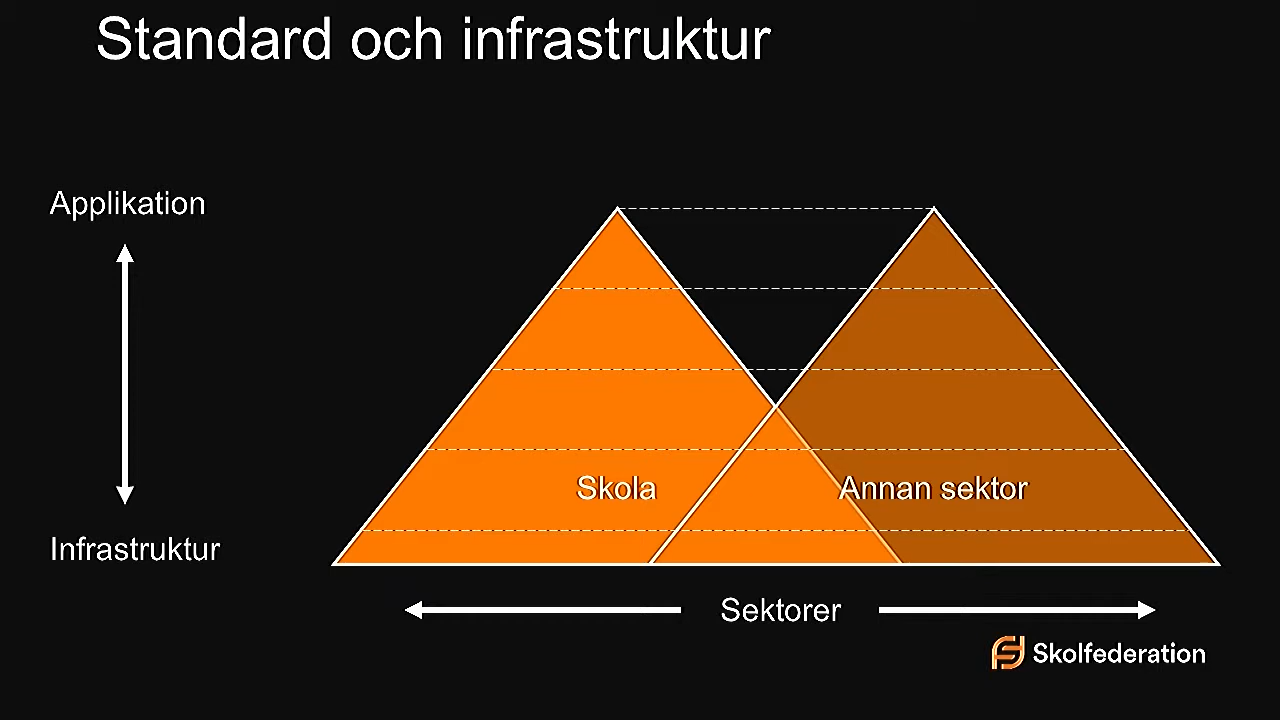 Standard och infrastruktur
Applikation
Skola
Annan sektor
Infrastruktur
Sektorer
Skolfederation